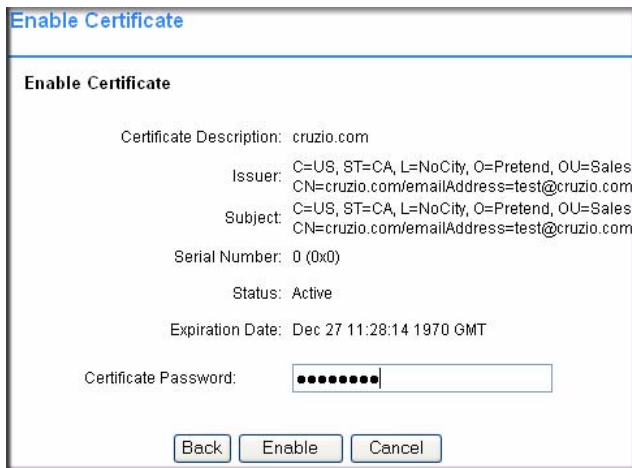 Enable Certificate
Enable Certificate
Certificate Description: cruzio.com
Issuer: C=US, ST=CA, L=NoCity, O=Pretend, OU=Sales
CN=cruzio.com/emailAddress=test@cruzio.com
Subject: C=US, ST=CA, L=NoCity, O=Pretend, OU=Sales
CN=cruzio.com/emailAddress=test@cruzio.com
Serial Number: 0 (0x0)
Status: Active
Expiration Date: Dec 27 11:28:14 1970 GMT
Certificate Password: ●●●●●●●●
Back Enable Cancel